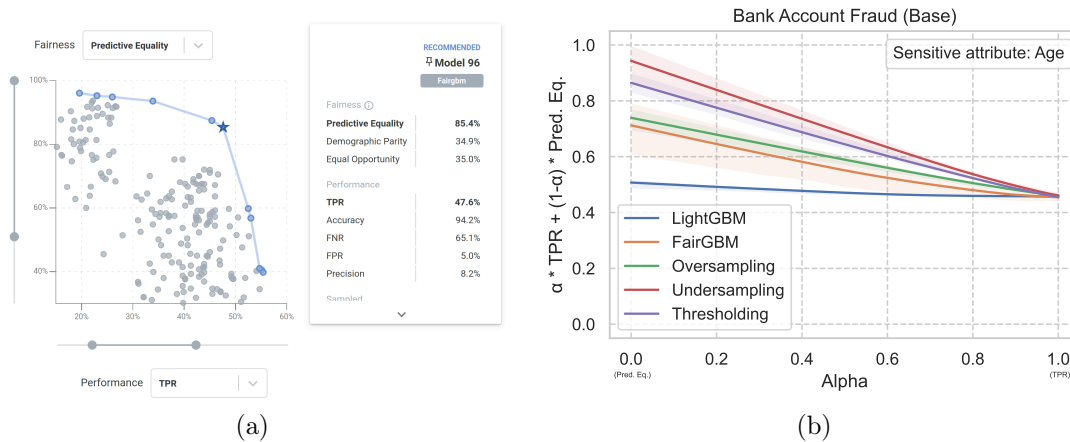 Fairness
Predictive Equality
100%
80%
60%
40%
20%
30%
40%
50%
60%
Performance
TPR
RECOMMENDED
Model 96
Fairgbm
Fairness
Predictive Equality 85.4%
Demographic Parity 34.9%
Equal Opportunity 35.0%
Performance
TPR 47.6%
Accuracy 94.2%
FNR 65.1%
FPR 5.0%
Precision 8.2%
Sampled
(a)
Bank Account Fraud (Base)
Sensitive attribute: Age
α * TPR + (1-α) * Pred. Eq.
1.0
0.8
0.6
0.4
0.2
0.0
LightGBM
FairGBM
Oversampling
Undersampling
Thresholding
0.0 0.2 0.4 0.6 0.8 1.0
(Pred. Eq.) (TPR)
Alpha
(b)